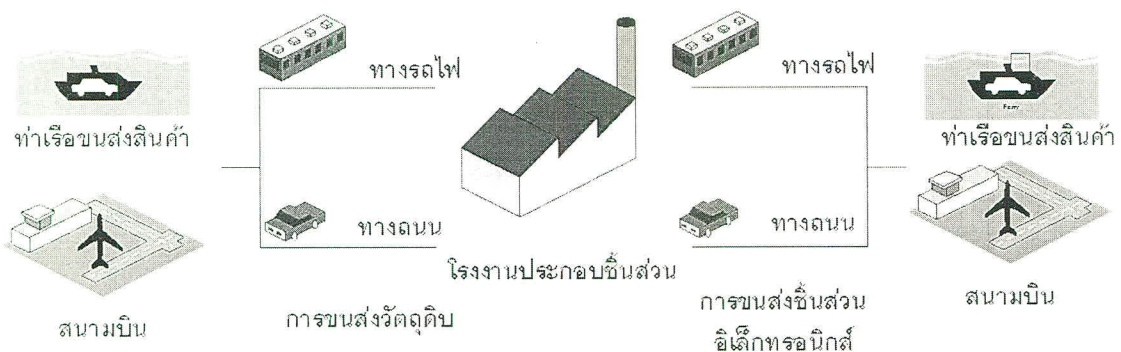 ทางรถไฟ
ทางรถไฟ
ท่าเรือขนส่งสินค้า
Ferry
ท่าเรือขนส่งสินค้า
ทางถนน
ทางถนน
โรงงานประกอบชิ้นส่วน
สนามบิน
การขนส่งวัตถุดิบ
การขนส่งชิ้นส่วน
อิเล็กทรอนิกส์
สนามบิน